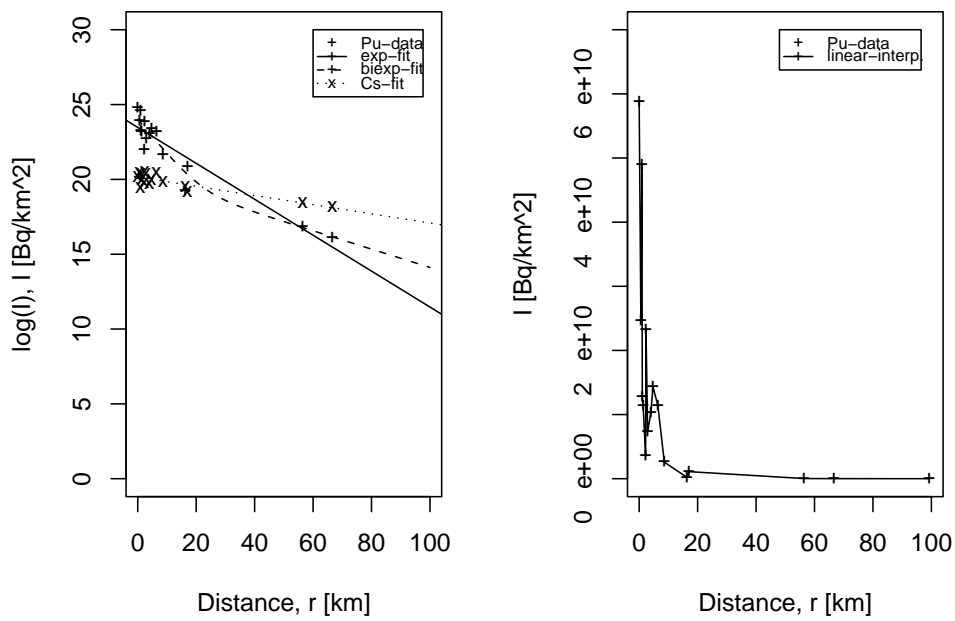 log(I), I [Bq/km^2]
30
25
20
15
10
5
0
Pu−data
exp−fit
biexp−fit
Cs−fit
0 20 40 60 80 100
Distance, r [km]
I [Bq/km^2]
0 e+00 2 e+10 4 e+10 6 e+10
Pu−data
linear−interp.
0 20 40 60 80 100
Distance, r [km]